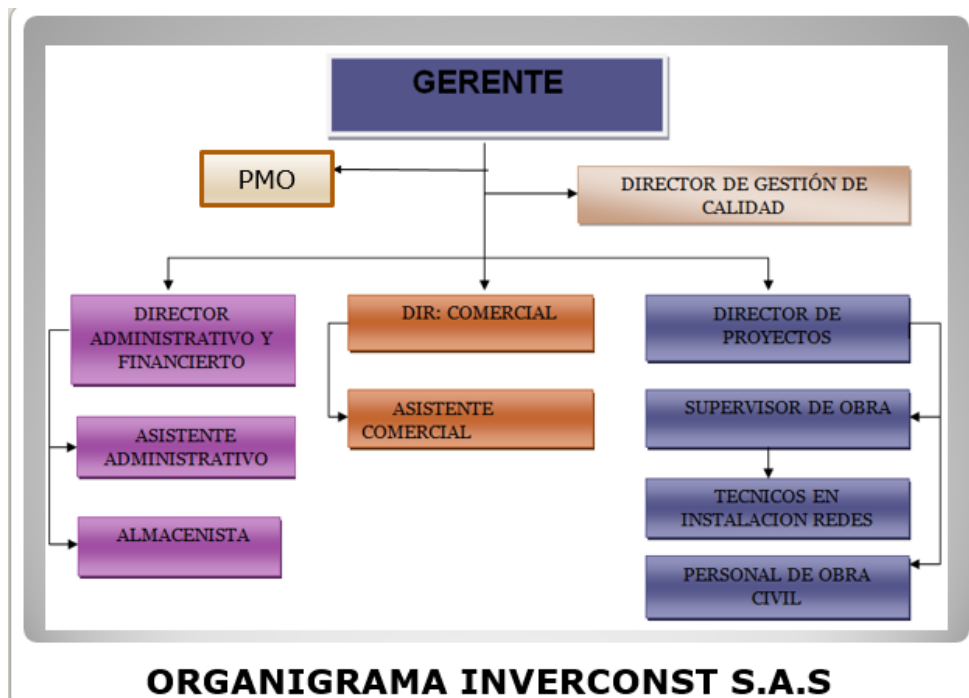 GERENTE
PMO
DIRECTOR DE GESTIÓN DE
CALIDAD
DIRECTOR
ADMINISTRATIVO Y
FINANCIERTO
DIR: COMERCIAL
DIRECTOR DE
PROYECTOS
ASISTENTE
ADMINISTRATIVO
ASISTENTE
COMERCIAL
SUPERVISOR DE OBRA
TECNICOS EN
INSTALACION REDES
ALMACENISTA
PERSONAL DE OBRA
CIVIL
ORGANIGRAMA INVERCONST S.A.S